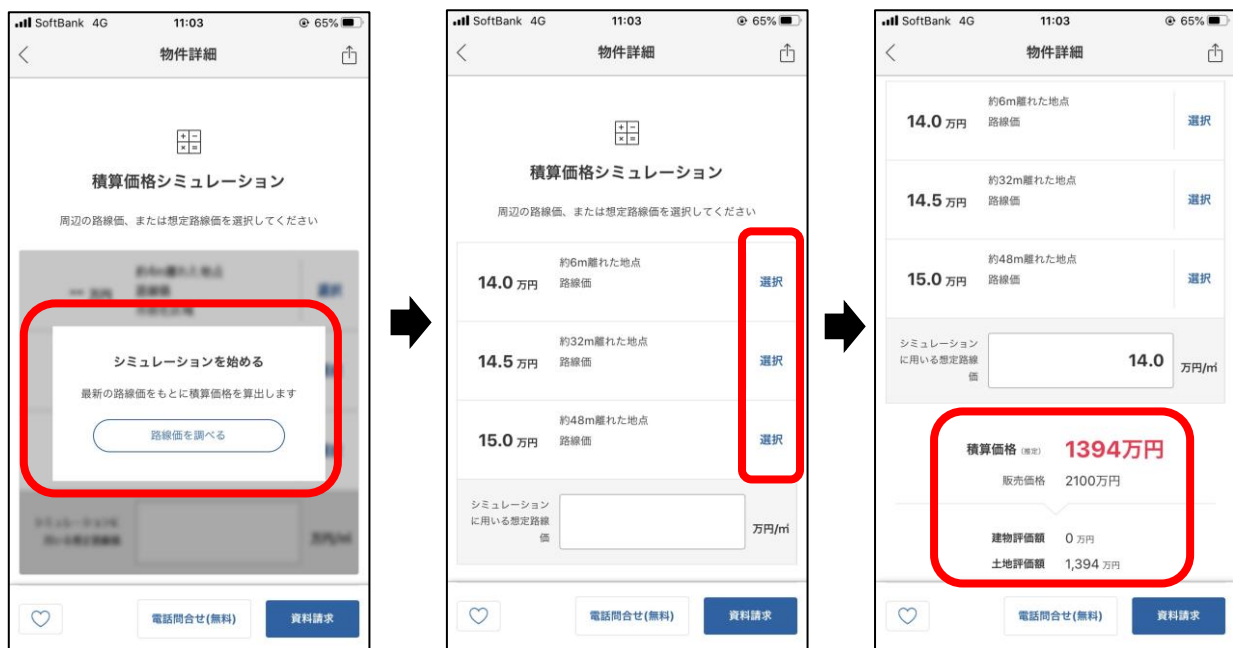 SoftBank 4G 11:03 65%
物件詳細
積算価格シミュレーション
周辺の路線価、または想定路線価を選択してください
シミュレーションを始める
最新の路線価をもとに積算価格を算出します
路線価を調べる
電話問合せ(無料) 資料請求
SoftBank 4G 11:03 65%
物件詳細
積算価格シミュレーション
周辺の路線価、または想定路線価を選択してください
約6m離れた地点
14.0 万円 路線価 選択
約32m離れた地点
14.5 万円 路線価 選択
約48m離れた地点
15.0 万円 路線価 選択
シミュレーション
に用いる想定路線
価
万円/㎡
電話問合せ(無料) 資料請求
SoftBank 4G 11:03 65%
物件詳細
約6m離れた地点
14.0 万円 路線価 選択
約32m離れた地点
14.5 万円 路線価 選択
約48m離れた地点
15.0 万円 路線価 選択
シミュレーション
に用いる想定路線
価
14.0 万円/㎡
積算価格 (推定) 1394万円
販売価格 2100万円
建物評価額 0 万円
土地評価額 1,394 万円
電話問合せ(無料) 資料請求